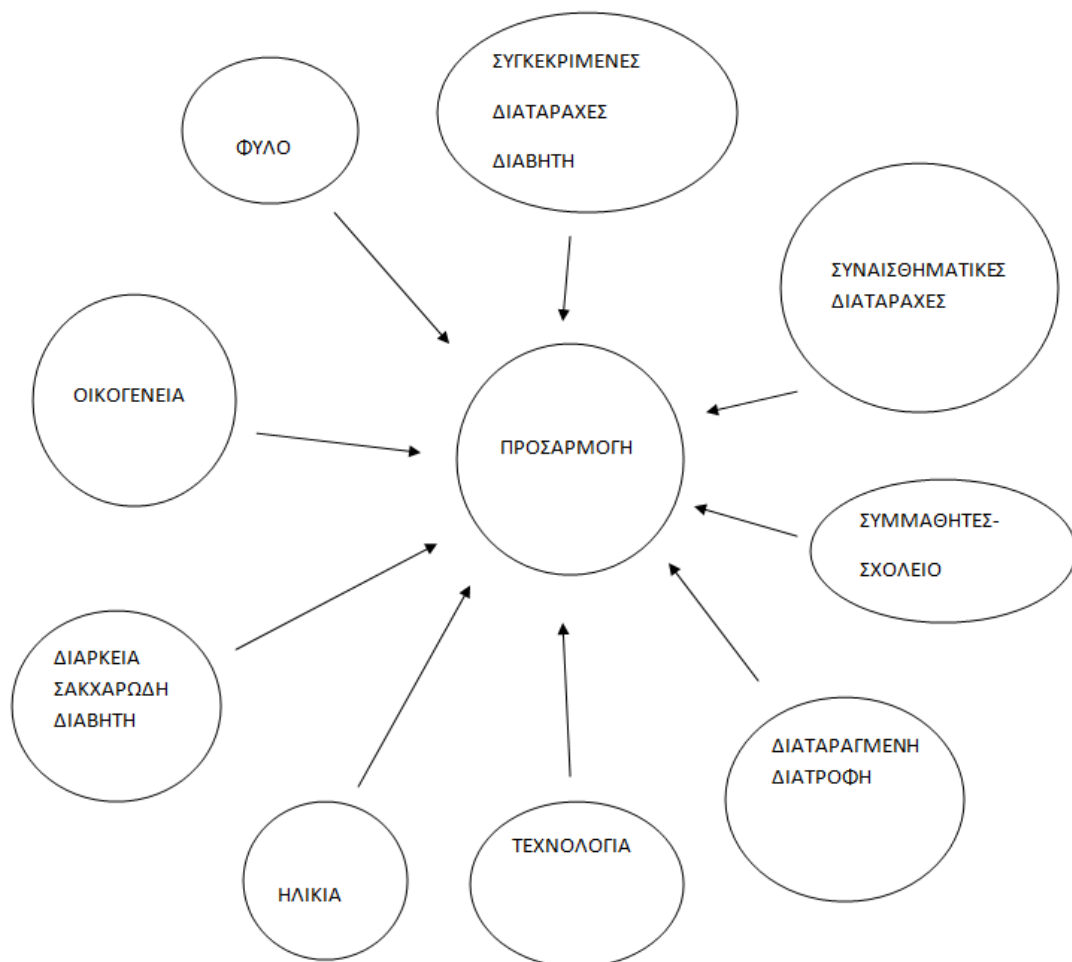 ΣΥΓΚΕΚΡΙΜΕΝΕΣ
ΔΙΑΤΑΡΑΧΕΣ
ΔΙΑΒΗΤΗ
ΦΥΛΟ
ΣΥΝΑΙΣΘΗΜΑΤΙΚΕΣ
ΔΙΑΤΑΡΑΧΕΣ
ΟΙΚΟΓΕΝΕΙΑ
ΠΡΟΣΑΡΜΟΓΗ
ΣΥΜΜΑΘΗΤΕΣ-
ΣΧΟΛΕΙΟ
ΔΙΑΡΚΕΙΑ
ΣΑΚΧΑΡΩΔΗ
ΔΙΑΒΗΤΗ
ΔΙΑΤΑΡΑΓΜΕΝΗ
ΔΙΑΤΡΟΦΗ
ΤΕΧΝΟΛΟΓΙΑ
ΗΛΙΚΙΑ